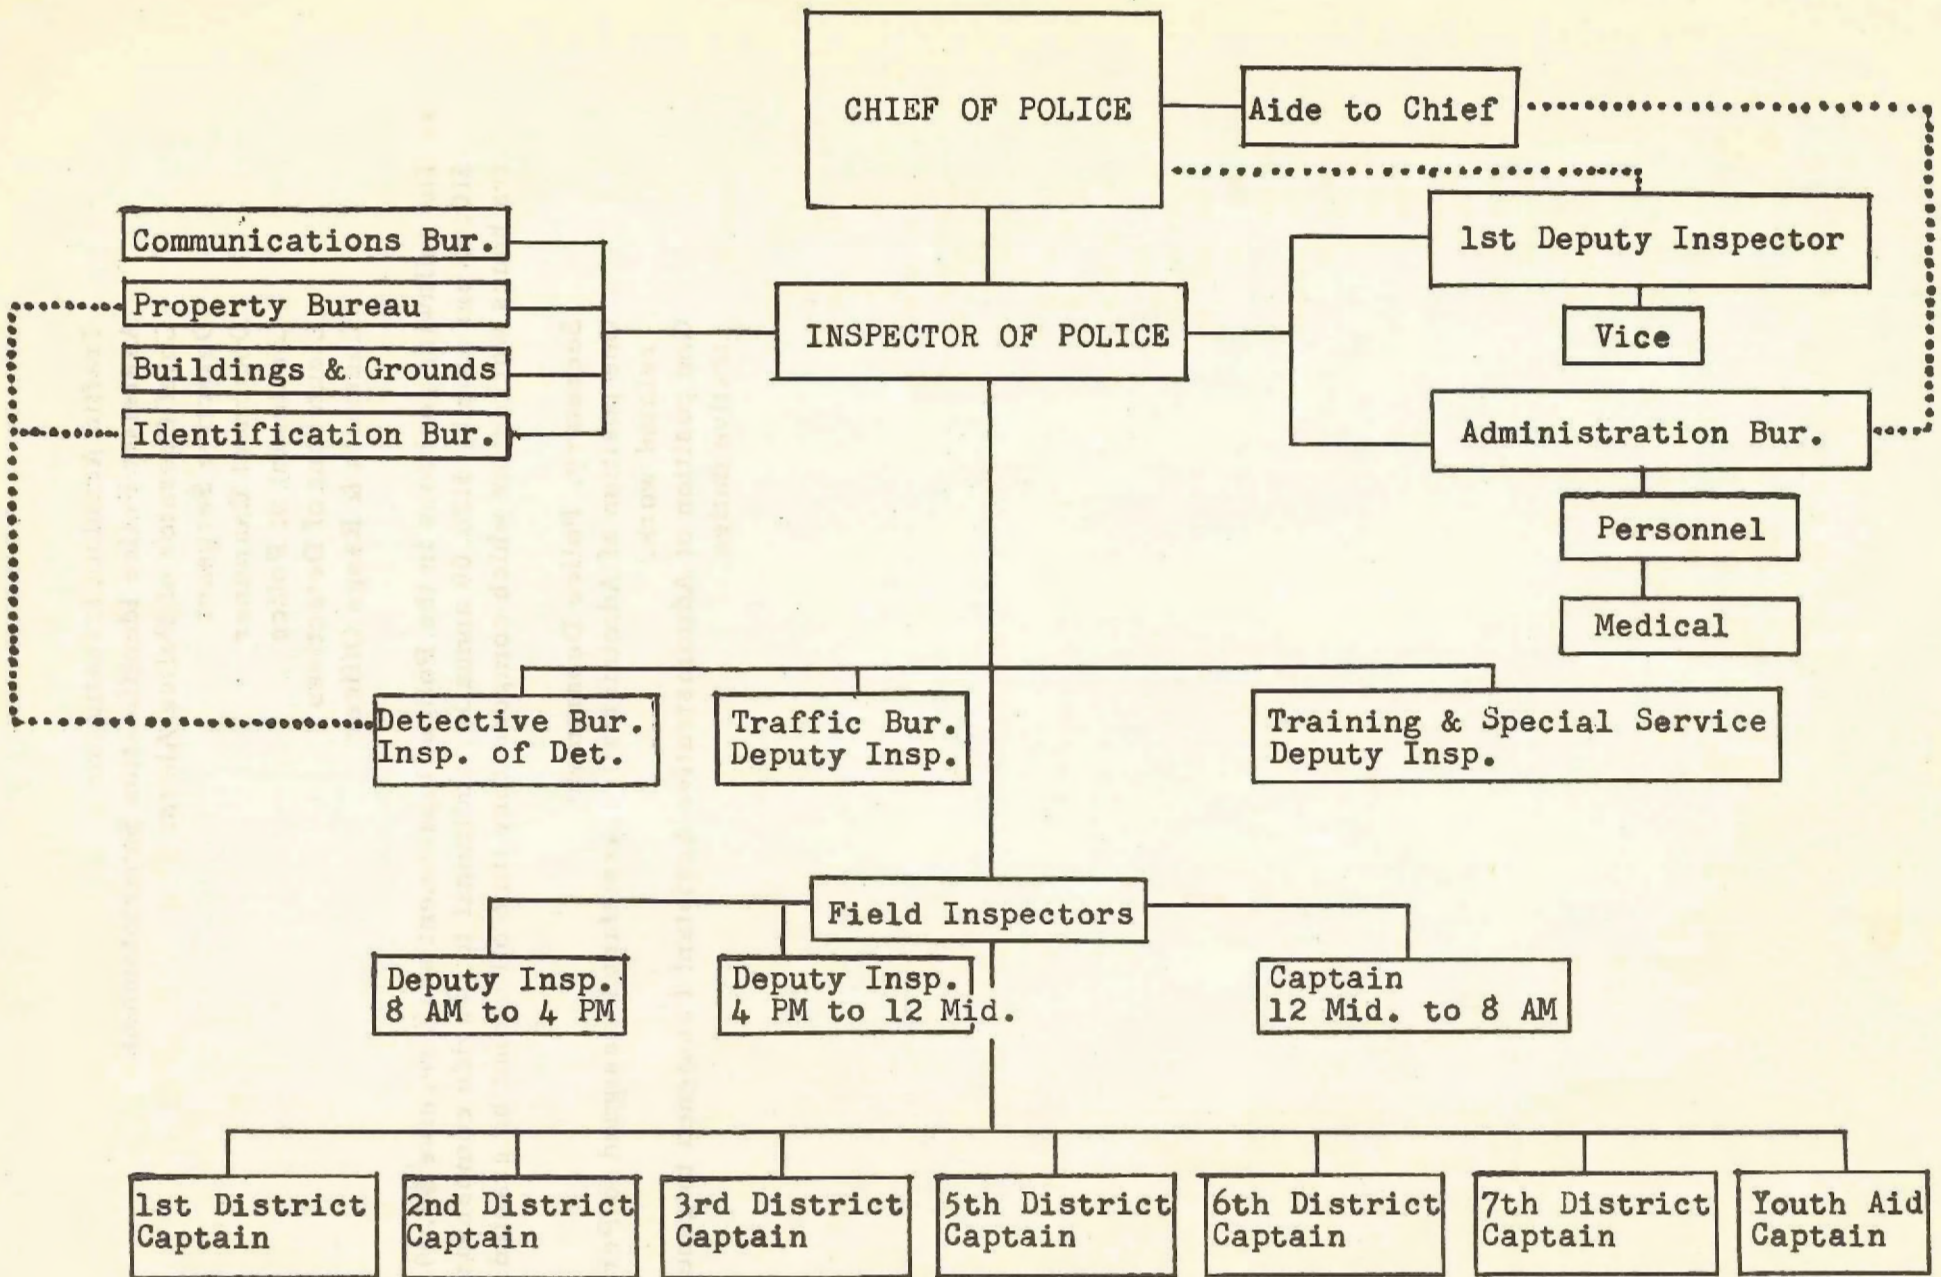 CHIEF OF POLICE
Aide to Chief
Communications Bur.
1st Deputy Inspector
Property Bureau
INSPECTOR OF POLICE
Vice
Buildings & Grounds
Identification Bur.
Administration Bur.
Personnel
Medical
Detective Bur.
Insp. of Det.
Traffic Bur.
Deputy Insp.
Training & Special Service
Deputy Insp.
Field Inspectors
Deputy Insp.
8 AM to 4 PM
Deputy Insp.
4 PM to 12 Mid.
Captain
12 Mid. to 8 AM
1st District
Captain
2nd District
Captain
3rd District
Captain
5th District
Captain
6th District
Captain
7th District
Captain
Youth Aid
Captain